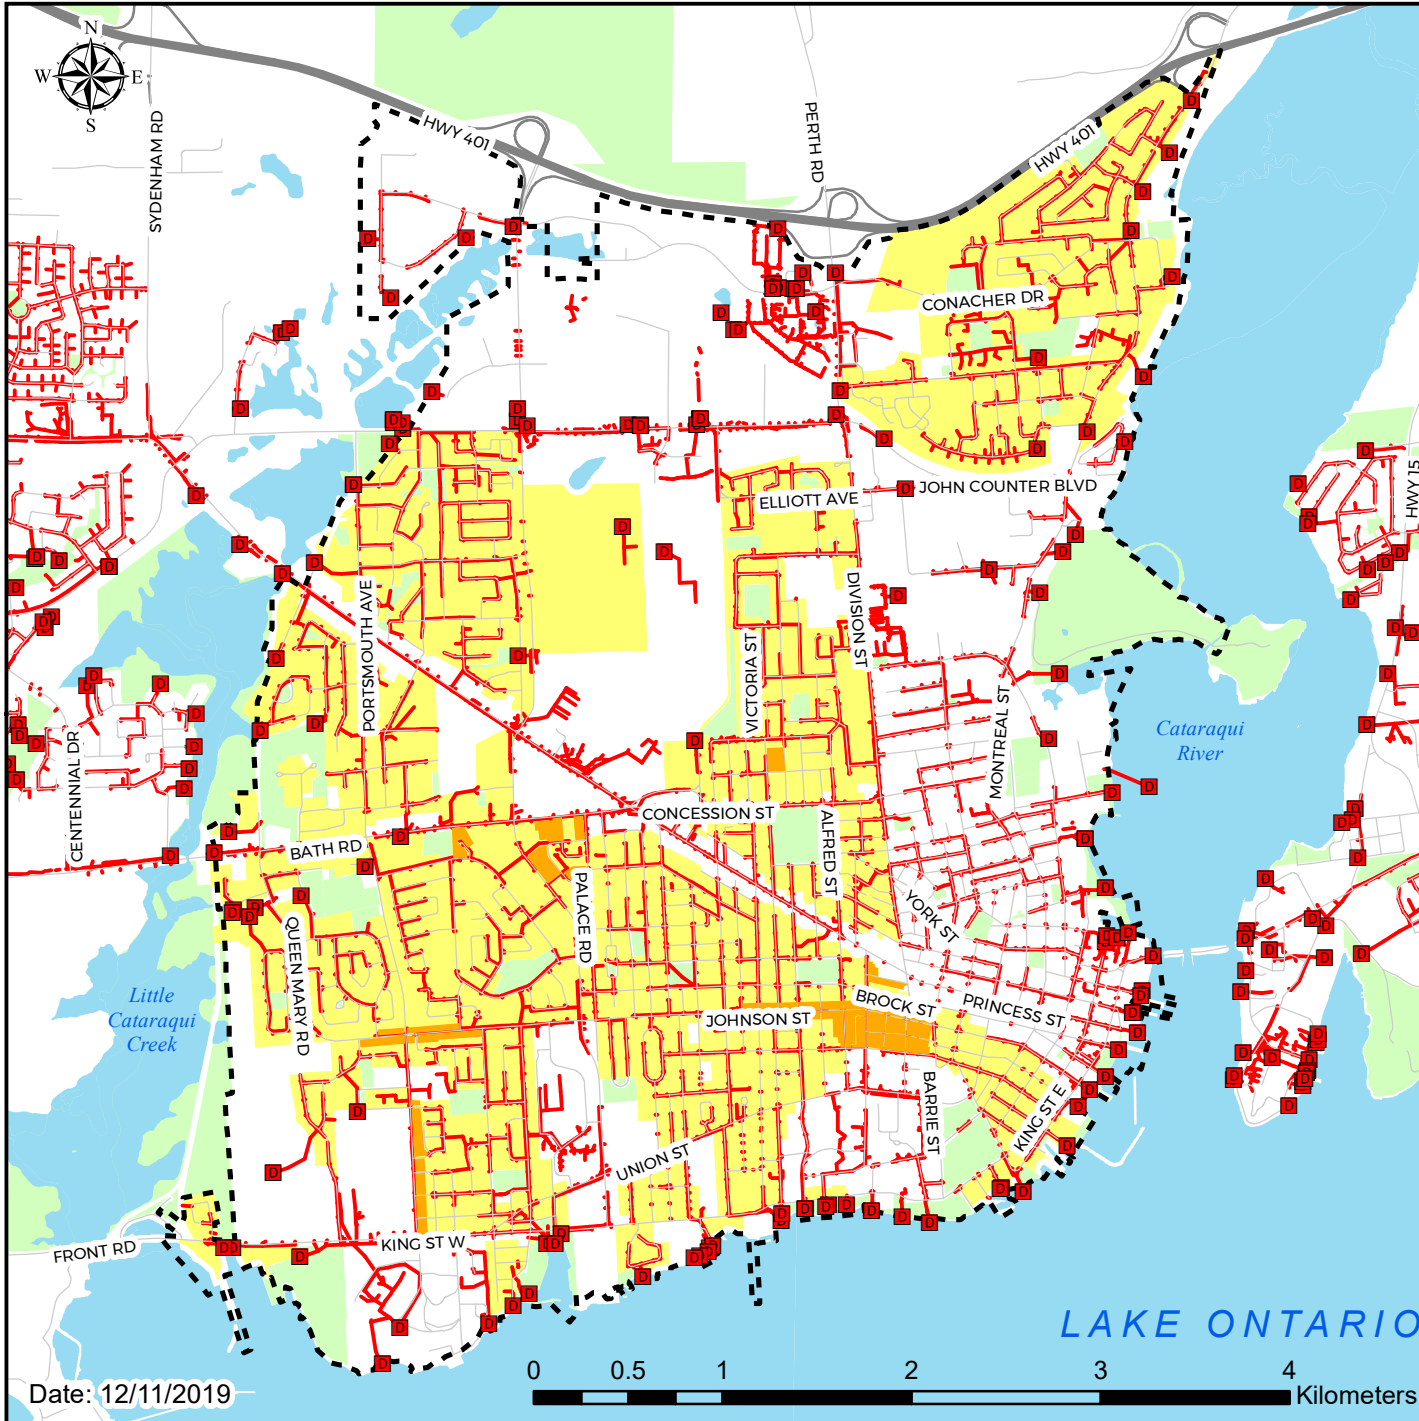 N
W
E
S
SYDENHAM RD
HWY 401
PERTH RD
HWY 401
CONACHER DR
ELLIOTT AVE
JOHN COUNTER BLVD
HWY 15
PORTSMOUTH AVE
VICTORIA ST
DIVISION ST
MONTREAL ST
CENTENNIAL DR
Cataraqui
River
CONCESSION ST
BATH RD
ALFRED ST
PALACE RD
YORK ST
QUEEN MARY RD
Little
Cataraqui
Creek
JOHNSON ST
BROCK ST
PRINCESS ST
BARRIE ST
KING ST E
UNION ST
FRONT RD
KING ST W
LAKE ONTARIO
Date: 12/11/2019
0 0.5 1 2 3 4
Kilometers